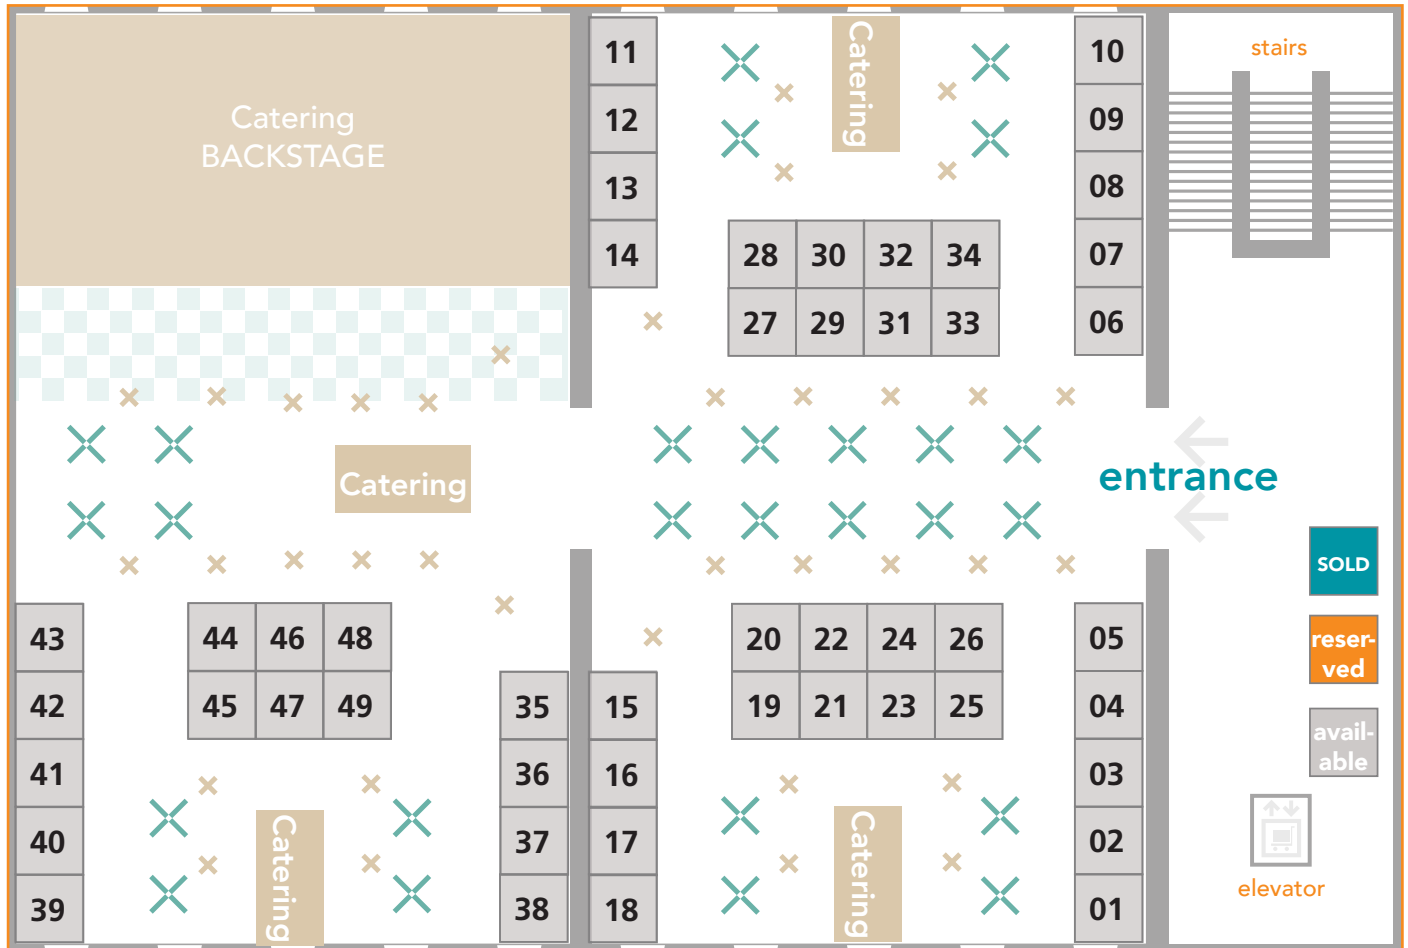 Catering
BACKSTAGE
11
12
13
14
Catering
10
09
08
07
06
stairs
28 30 32 34
27 29 31 33
Catering
entrance
SOLD
reser-
ved
avail-
able
elevator
43
42
41
40
39
44 46 48
45 47 49
Catering
35
36
37
38
15
16
17
18
20 22 24 26
19 21 23 25
Catering
05
04
03
02
01